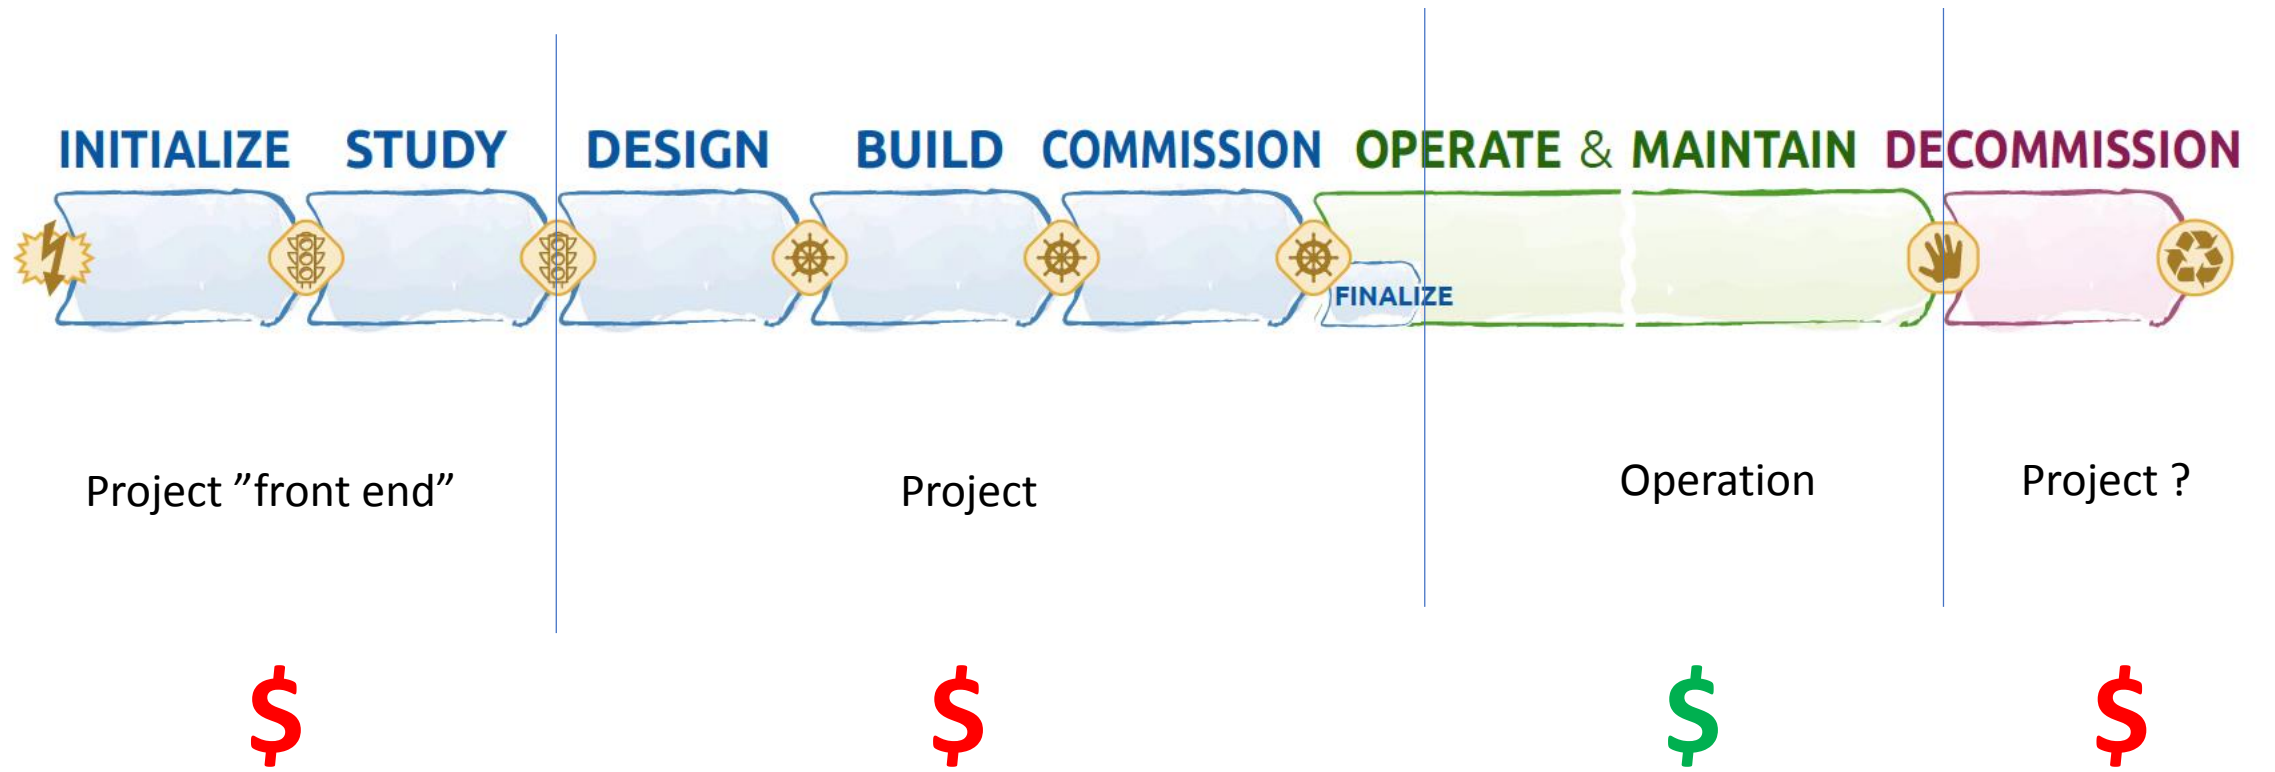 INITIALIZE STUDY DESIGN BUILD COMMISSION OPERATE & MAINTAIN DECOMMISSION
FINALIZE
Project ”front end” Project Operation Project ?
$ $ $ $